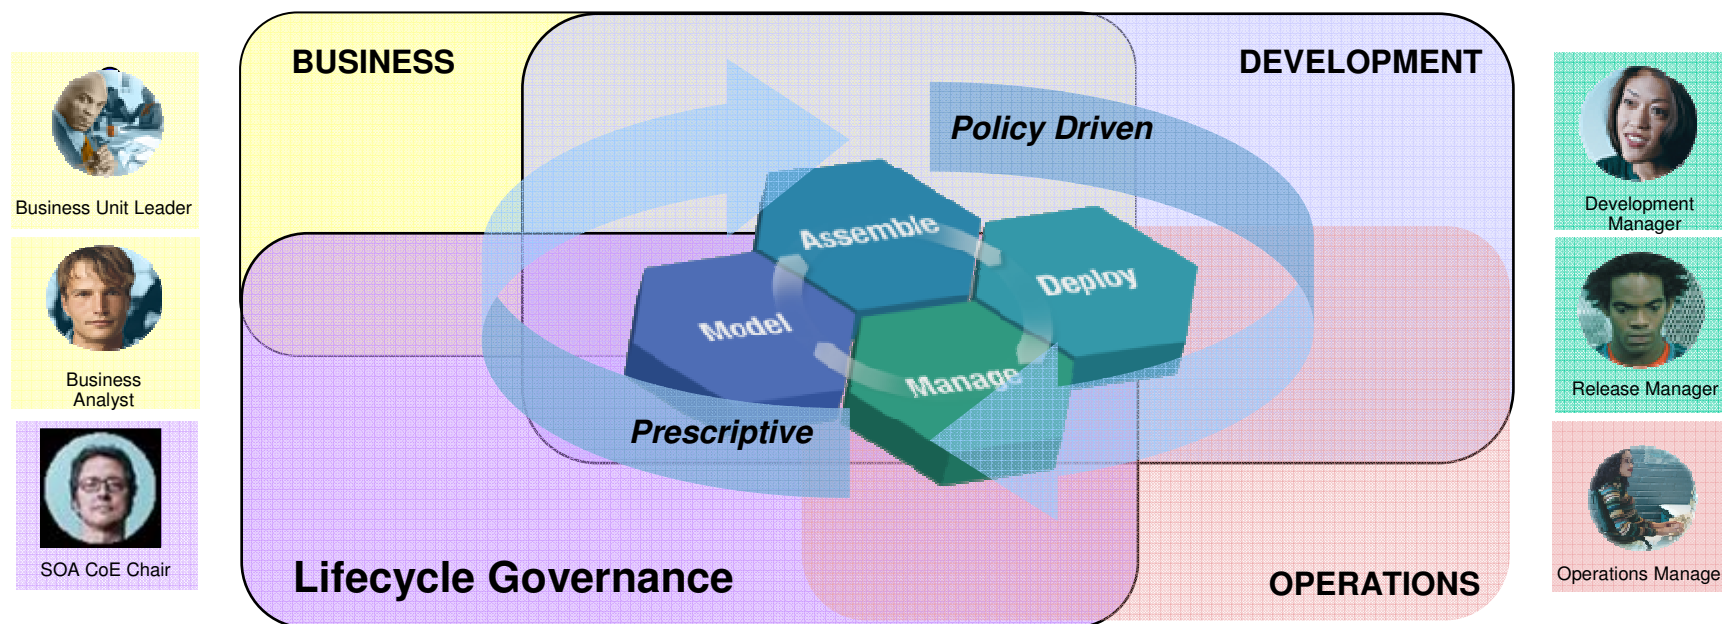 BUSINESS
DEVELOPMENT
Policy Driven
Business Unit Leader
Development
Manager
Assemble
Deploy
Model
Manage
Business
Analyst
Release Manager
Prescriptive
SOA CoE Chair
Lifecycle Governance
OPERATIONS
Operations Manage